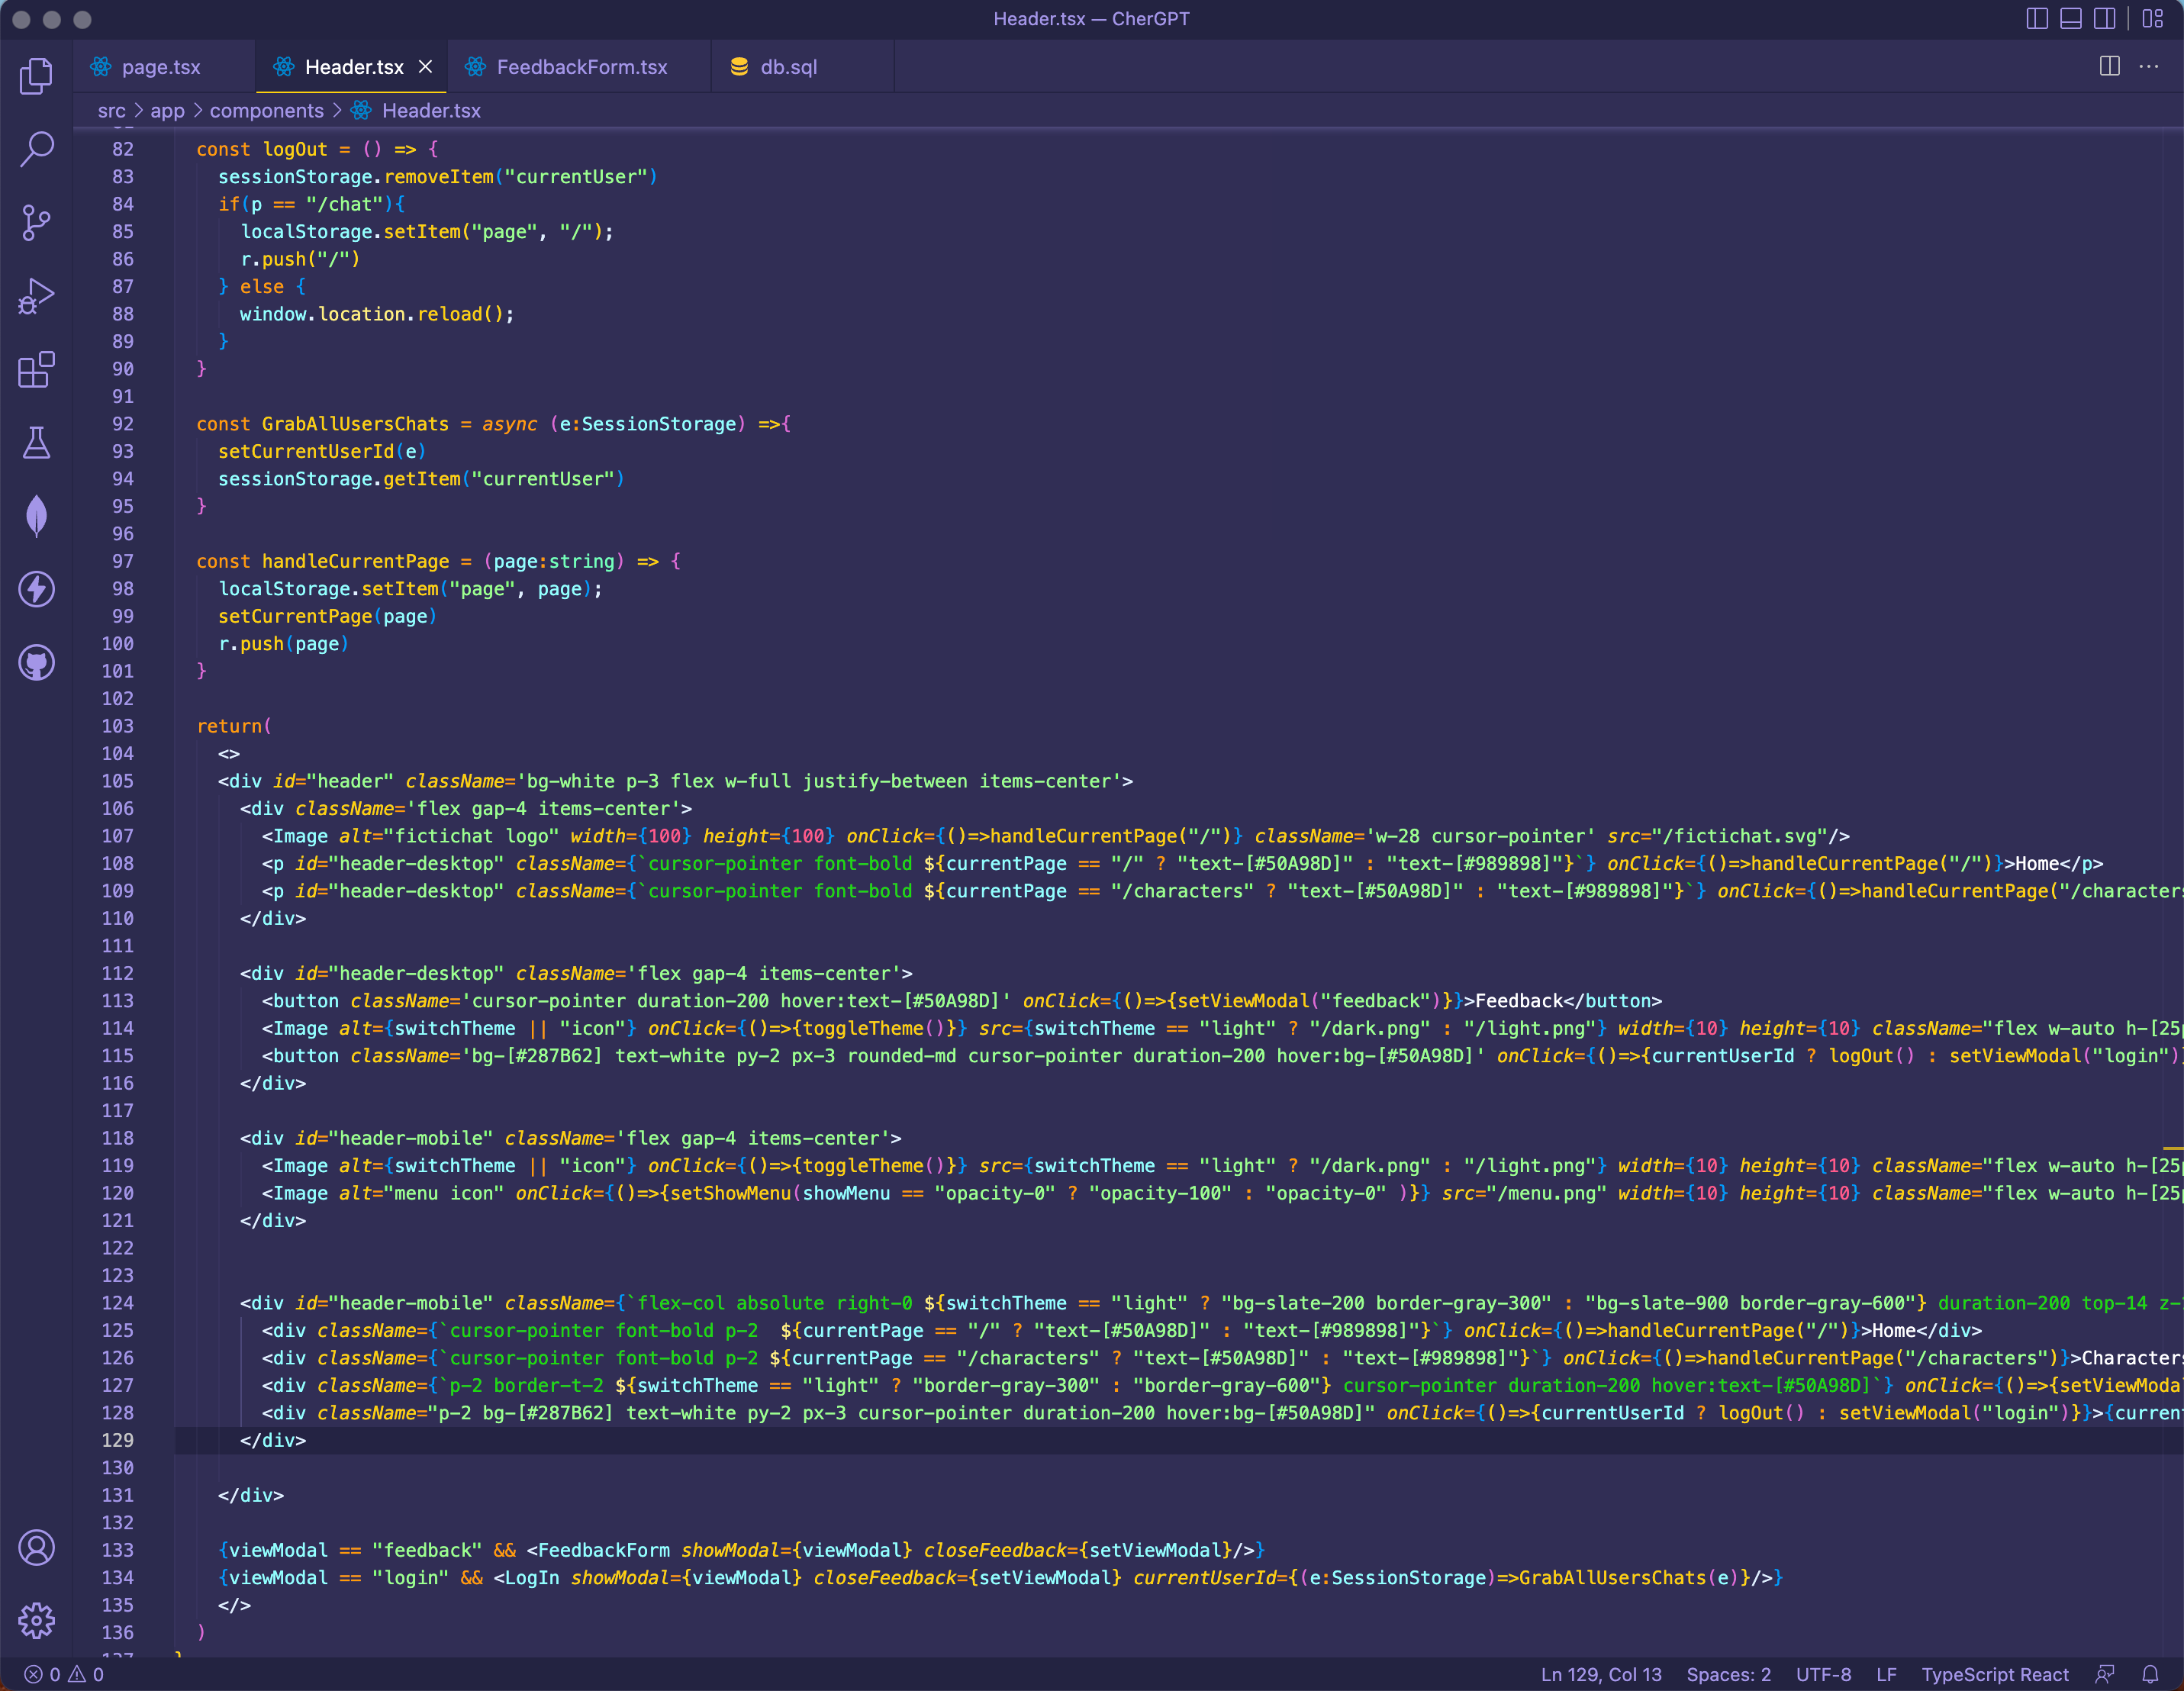 Header.tsx — CherGPT
page.tsx
Header.tsx
FeedbackForm.tsx
db.sql
src > app > components > Header.tsx
82 const logOut = () => {
83 sessionStorage.removeItem("currentUser")
84 if(p == "/chat"){
85 localStorage.setItem("page", "/");
86 r.push("/")
87 } else {
88 window.location.reload();
89 }
90 }
91
92 const GrabAllUsersChats = async (e:SessionStorage) =>{
93 setCurrentUserId(e)
94 sessionStorage.getItem("currentUser")
95 }
96
97 const handleCurrentPage = (page:string) => {
98 localStorage.setItem("page", page);
99 setCurrentPage(page)
100 r.push(page)
101 }
102
103 return(
104 <>
105 <div id="header" className='bg-white p-3 flex w-full justify-between items-center'>
106 <div className='flex gap-4 items-center'>
107 <Image alt="fictichat logo" width={100} height={100} onClick={()=>handleCurrentPage("/")} className='w-28 cursor-pointer' src="/fictichat.svg"/>
108 <p id="header-desktop" className={`cursor-pointer font-bold ${currentPage == "/" ? "text-[#50A98D]" : "text-[#989898]"}`} onClick={()=>handleCurrentPage("/")}>Home</p>
109 <p id="header-desktop" className={`cursor-pointer font-bold ${currentPage == "/characters" ? "text-[#50A98D]" : "text-[#989898]"}`} onClick={()=>handleCurrentPage("/characters
110 </div>
111
112 <div id="header-desktop" className='flex gap-4 items-center'>
113 <button className='cursor-pointer duration-200 hover:text-[#50A98D]' onClick={()=>{setViewModal("feedback")}}>Feedback</button>
114 <Image alt={switchTheme || "icon"} onClick={()=>{toggleTheme()}} src={switchTheme == "light" ? "/dark.png" : "/light.png"} width={10} height={10} className="flex w-auto h-[25p
115 <button className='bg-[#287B62] text-white py-2 px-3 rounded-md cursor-pointer duration-200 hover:bg-[#50A98D]' onClick={()=>{currentUserId ? logOut() : setViewModal("login")}
116 </div>
117
118 <div id="header-mobile" className='flex gap-4 items-center'>
119 <Image alt={switchTheme || "icon"} onClick={()=>{toggleTheme()}} src={switchTheme == "light" ? "/dark.png" : "/light.png"} width={10} height={10} className="flex w-auto h-[25p
120 <Image alt="menu icon" onClick={()=>{setShowMenu(showMenu == "opacity-0" ? "opacity-100" : "opacity-0" )}} src="/menu.png" width={10} height={10} className="flex w-auto h-[25p
121 </div>
122
123
124 <div id="header-mobile" className={`flex-col absolute right-0 ${switchTheme == "light" ? "bg-slate-200 border-gray-300" : "bg-slate-900 border-gray-600"} duration-200 top-14 z-
125 <div className={`cursor-pointer font-bold p-2  ${currentPage == "/" ? "text-[#50A98D]" : "text-[#989898]"}`} onClick={()=>handleCurrentPage("/")}>Home</div>
126 <div className={`cursor-pointer font-bold p-2 ${currentPage == "/characters" ? "text-[#50A98D]" : "text-[#989898]"}`} onClick={()=>handleCurrentPage("/characters")}>Characters
127 <div className={`p-2 border-t-2 ${switchTheme == "light" ? "border-gray-300" : "border-gray-600"} cursor-pointer duration-200 hover:text-[#50A98D]`} onClick={()=>{setViewModa
128 <div className="p-2 bg-[#287B62] text-white py-2 px-3 cursor-pointer duration-200 hover:bg-[#50A98D]" onClick={()=>{currentUserId ? logOut() : setViewModal("login")}}>{curren
129 </div>
130
131 </div>
132
133 {viewModal == "feedback" && <FeedbackForm showModal={viewModal} closeFeedback={setViewModal}/>}
134 {viewModal == "login" && <LogIn showModal={viewModal} closeFeedback={setViewModal} currentUserId={(e:SessionStorage)=>GrabAllUsersChats(e)}/>}
135 </>
136 )
137 }
0 0 Ln 129, Col 13 Spaces: 2 UTF-8 LF TypeScript React